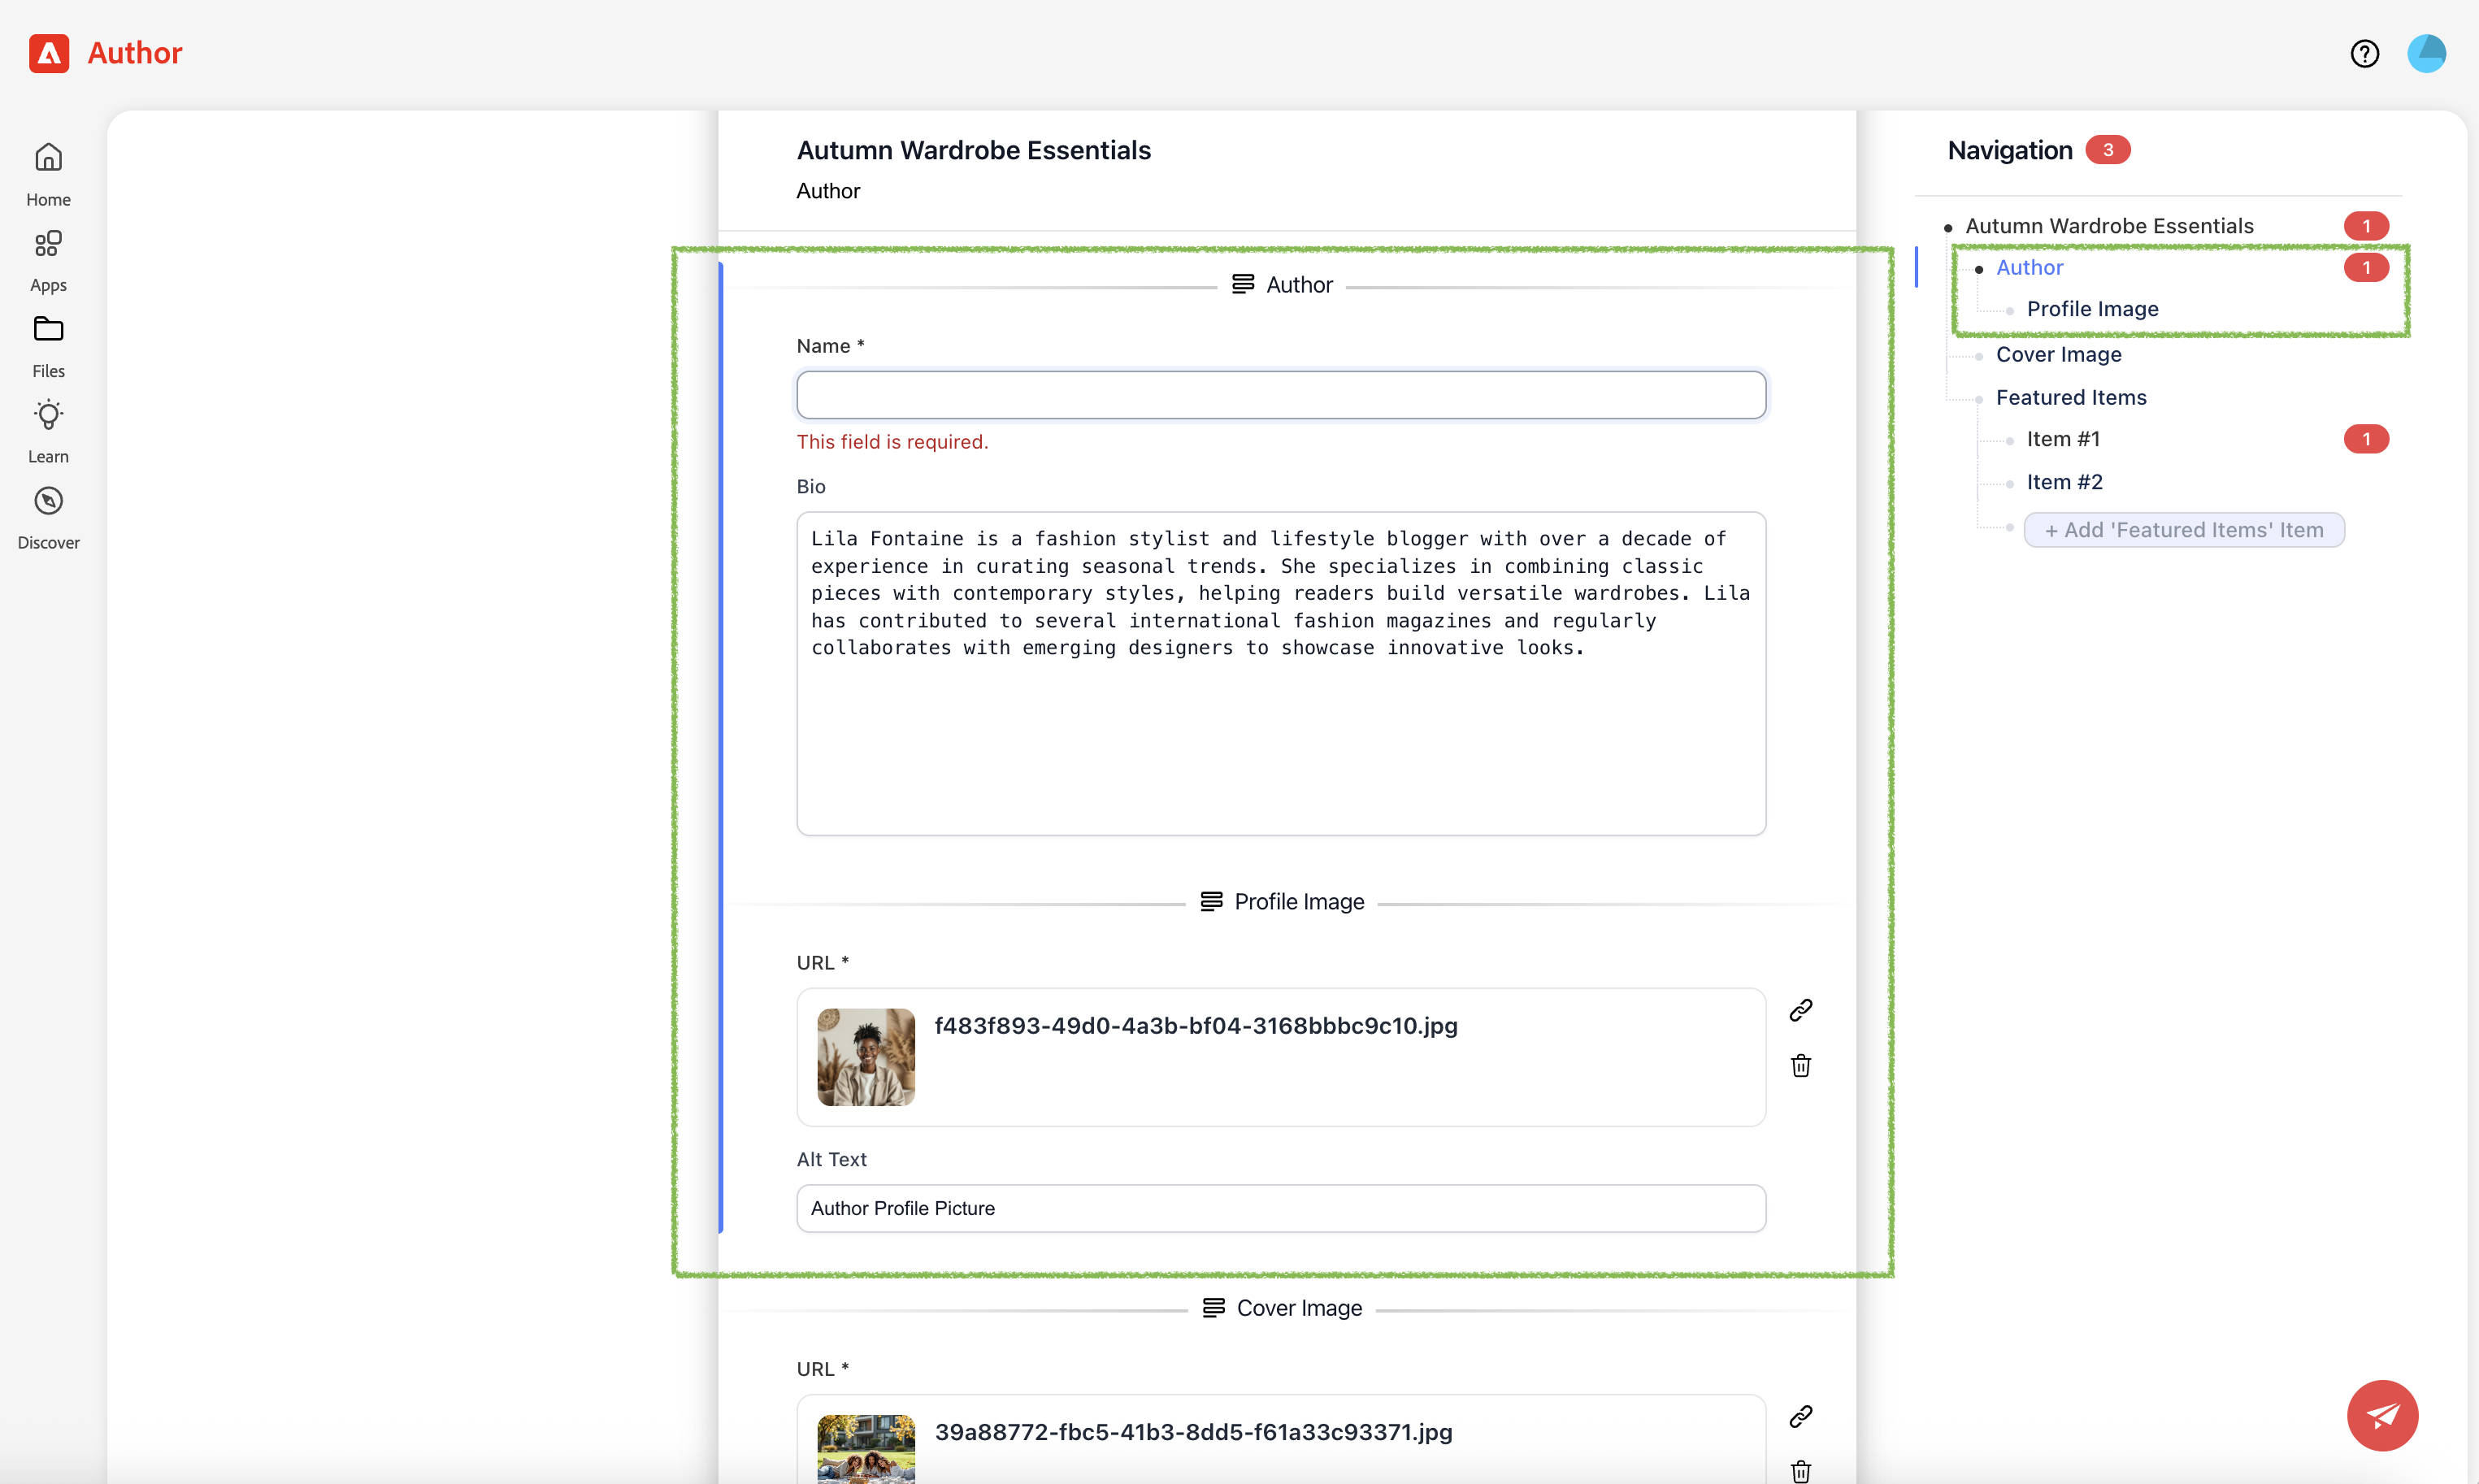 Author
?
Home
Apps
Files
Learn
Discover
Autumn Wardrobe Essentials
Author
Author
Name *
This field is required.
Bio
Lila Fontaine is a fashion stylist and lifestyle blogger with over a decade of
experience in curating seasonal trends. She specializes in combining classic
pieces with contemporary styles, helping readers build versatile wardrobes. Lila
has contributed to several international fashion magazines and regularly
collaborates with emerging designers to showcase innovative looks.
Profile Image
URL *
f483f893-49d0-4a3b-bf04-3168bbbc9c10.jpg
Alt Text
Author Profile Picture
Cover Image
URL *
39a88772-fbc5-41b3-8dd5-f61a33c93371.jpg
Navigation 3
Autumn Wardrobe Essentials 1
Author 1
Profile Image
Cover Image
Featured Items
Item #1 1
Item #2
+ Add 'Featured Items' Item